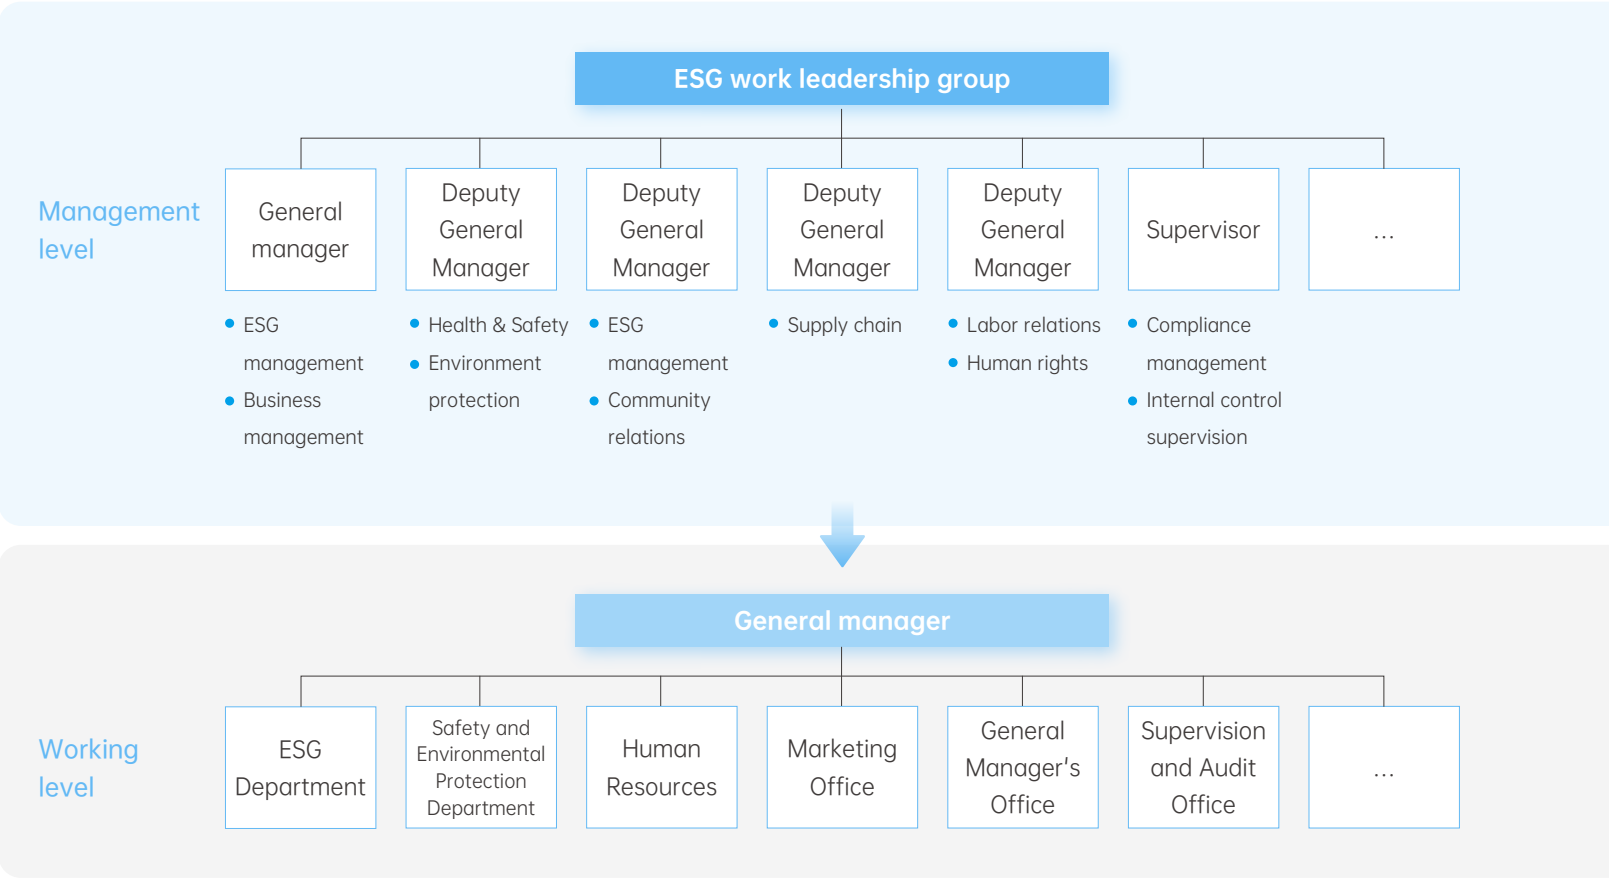 ESG work leadership group
Management
level
General
manager
Deputy
General
Manager
Deputy
General
Manager
Deputy
General
Manager
Deputy
General
Manager
Supervisor
...
ESG
management
Business
management
Health & Safety
Environment
protection
ESG
management
Community
relations
Supply chain
Labor relations
Human rights
Compliance
management
Internal control
supervision
General manager
Working
level
ESG
Department
Safety and
Environmental
Protection
Department
Human
Resources
Marketing
Office
General
Manager's
Office
Supervision
and Audit
Office
...